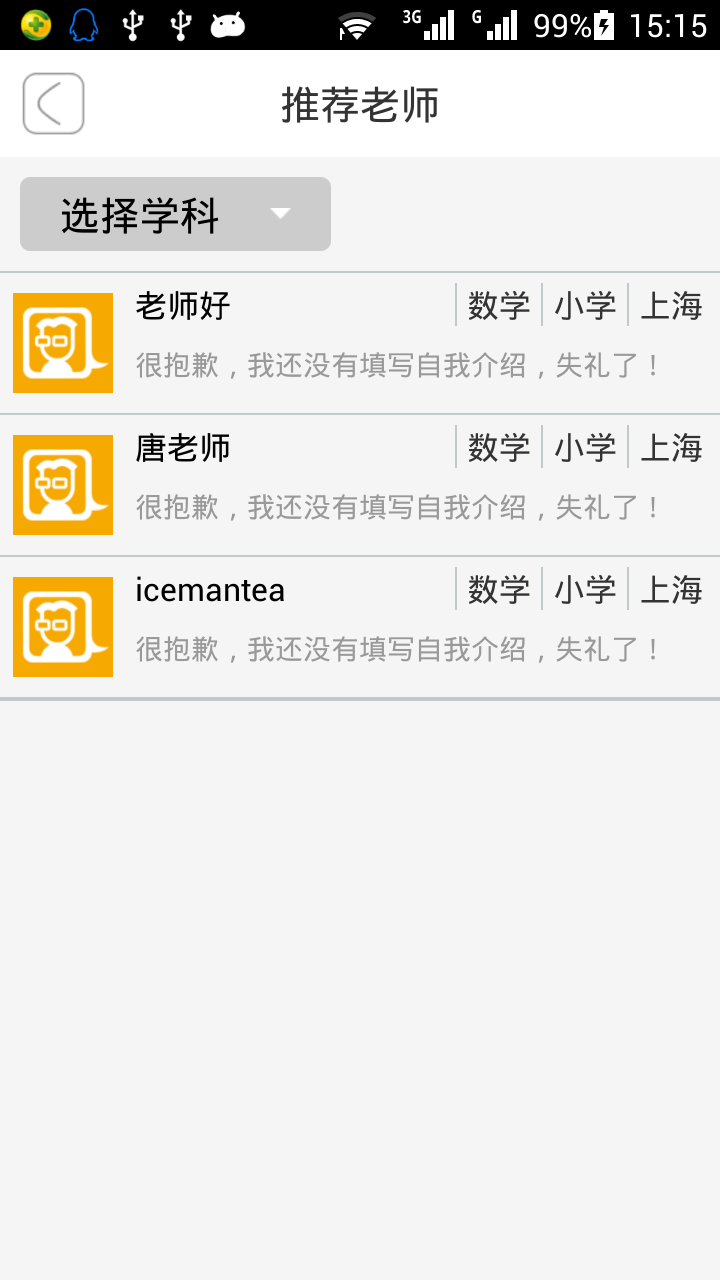 3G G 99% 15:15
推荐老师
选择学科
老师好 数学 小学 上海
很抱歉，我还没有填写自我介绍，失礼了！
唐老师 数学 小学 上海
很抱歉，我还没有填写自我介绍，失礼了！
icemantea 数学 小学 上海
很抱歉，我还没有填写自我介绍，失礼了！